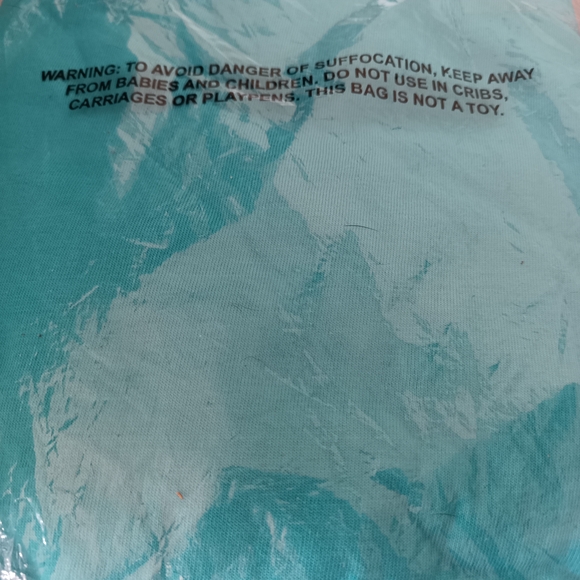 WARNING: TO AVOID DANGER OF SUFFOCATION, KEEP AWAY
FROM BABIES AND CHILDREN. DO NOT USE IN CRIBS,
CARRIAGES OR PLAYPENS. THIS BAG IS NOT A TOY.